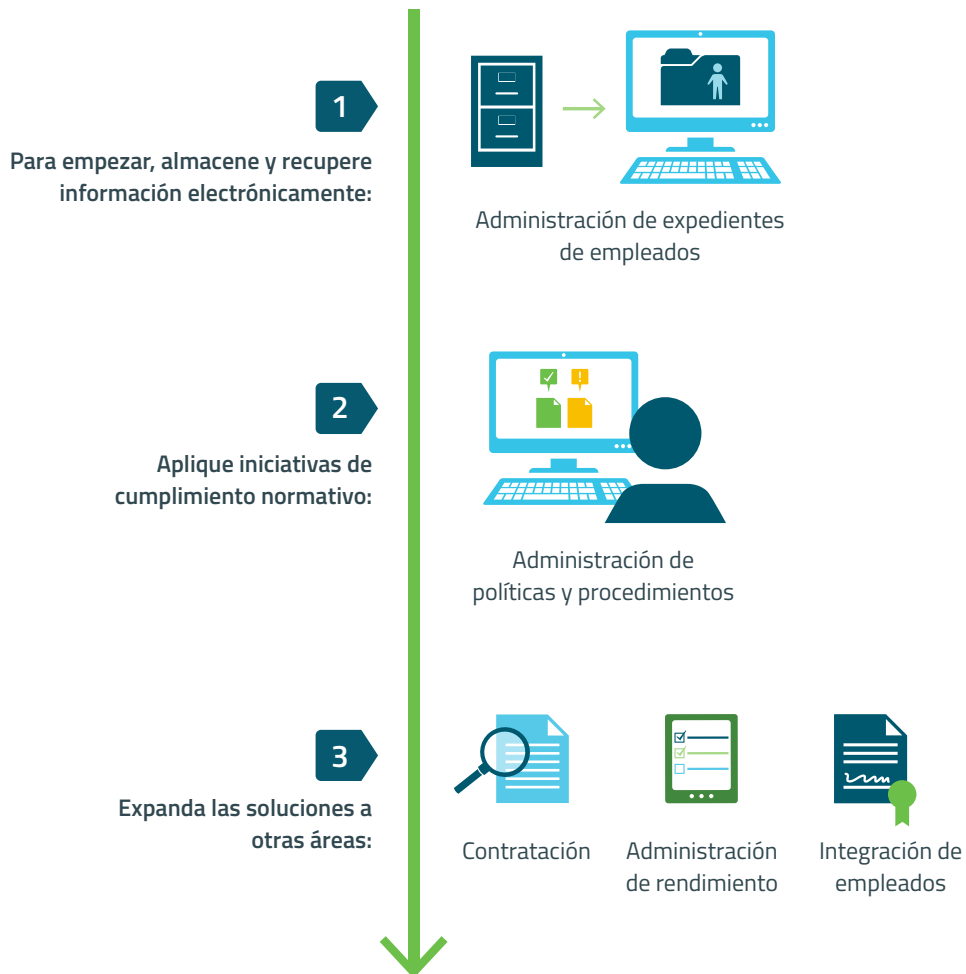 1
Para empezar, almacene y recupere
información electrónicamente:
Administración de expedientes
de empleados
2
Aplique iniciativas de
cumplimiento normativo:
Administración de
políticas y procedimientos
3
Expanda las soluciones a
otras áreas:
Contratación
Administración
de rendimiento
Integración de
empleados